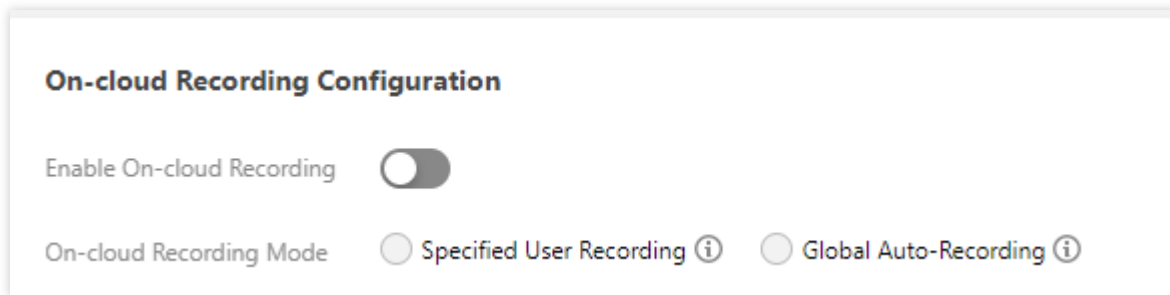 On-cloud Recording Configuration
Enable On-cloud Recording
On-cloud Recording Mode Specified User Recording Global Auto-Recording